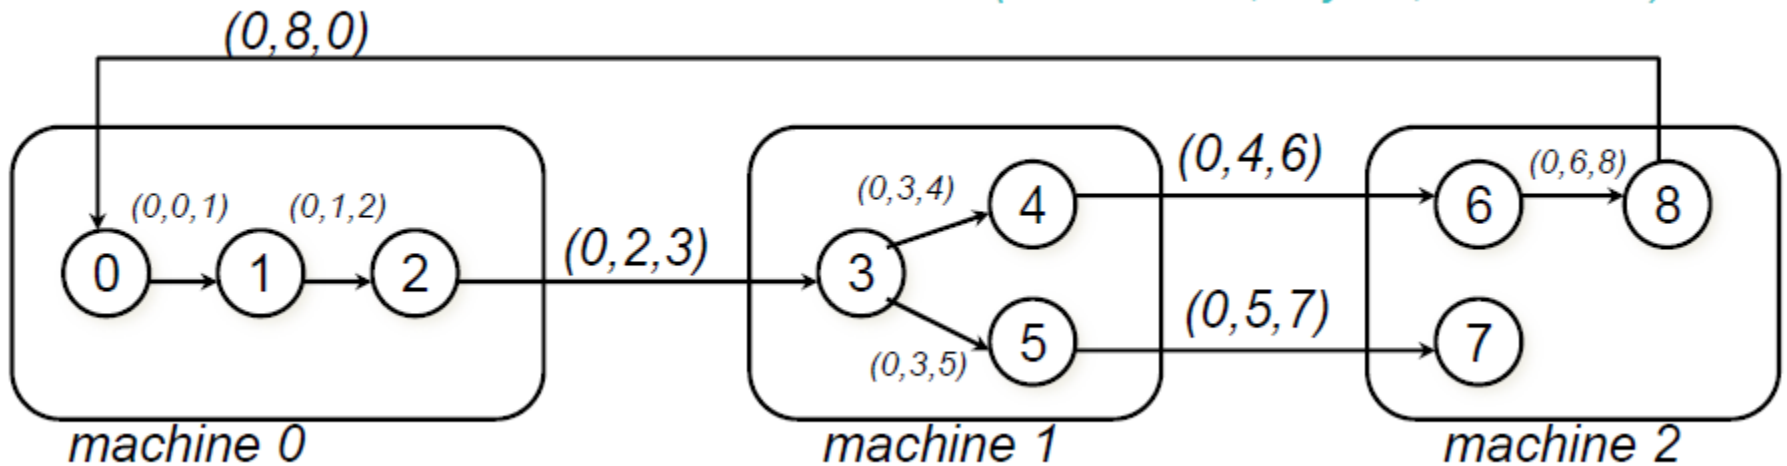 (0,8,0)
(0,0,1) (0,1,2) (0,2,3) (0,3,4) (0,3,5) (0,4,6) (0,5,7) (0,6,8)
0 1 2 3 4 5 6 7 8
machine 0 machine 1 machine 2